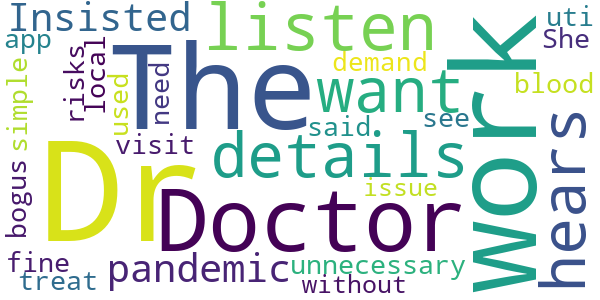 Insisted
listen
uti
app
She
The
want
work
demand
risks
local
simple
used
need
blood
said
see
hears
visit
Dr
details
Doctor
issue
bogus
fine
pandemic
unnecessary
treat
without